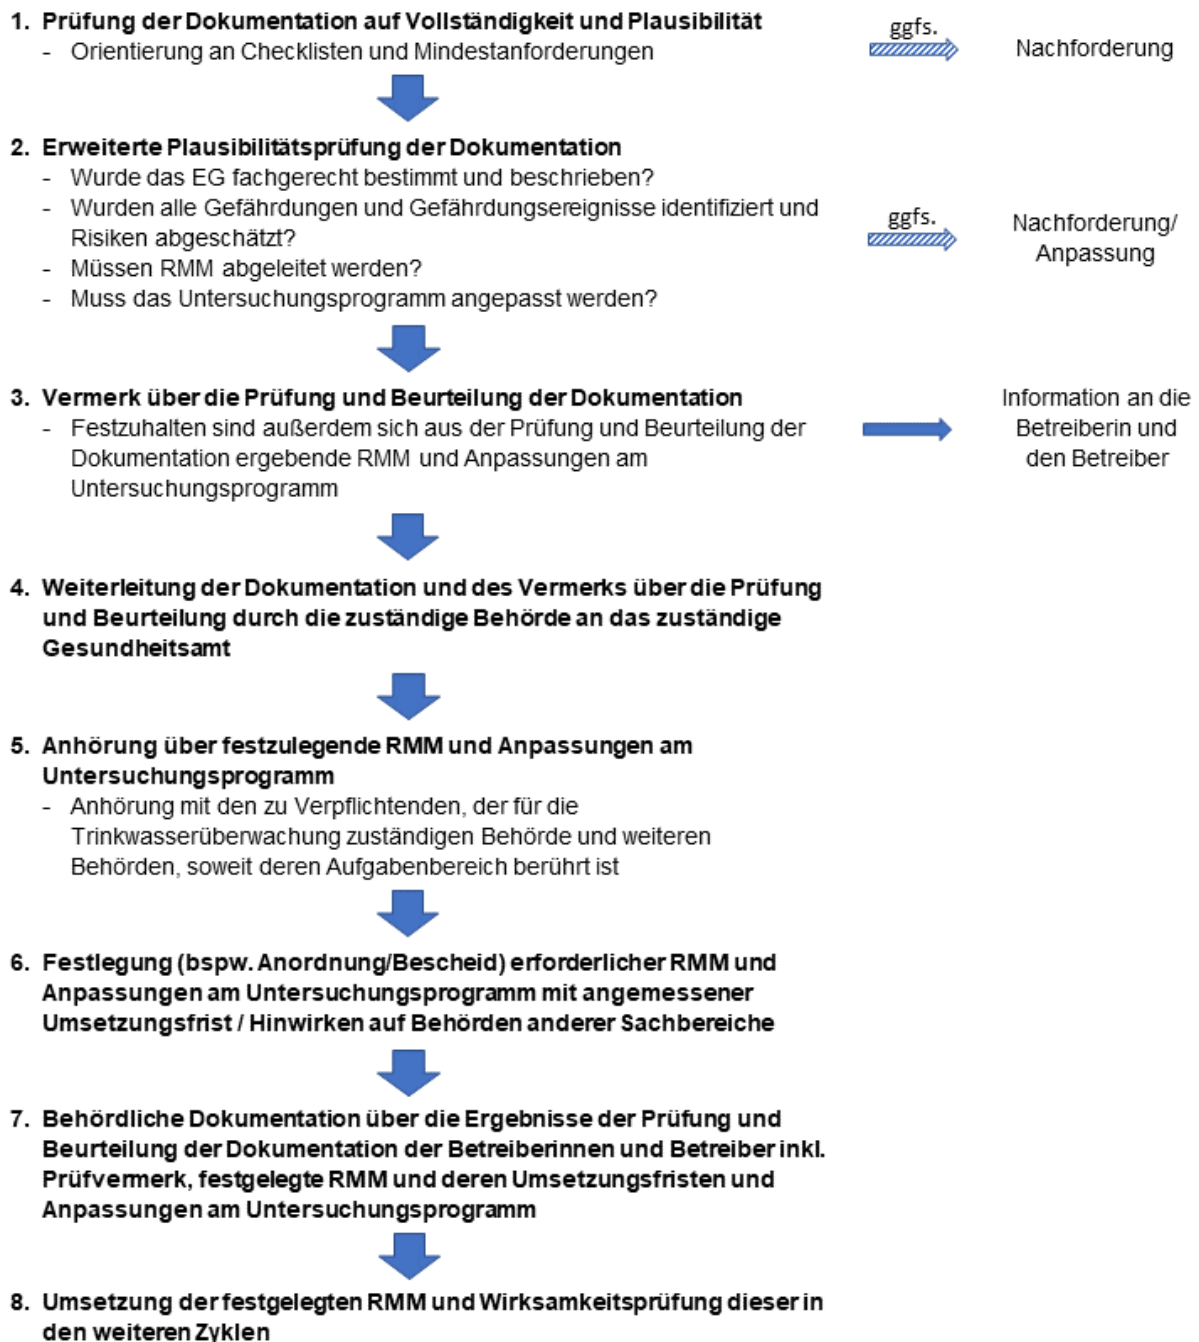 1. Prüfung der Dokumentation auf Vollständigkeit und Plausibilität
- Orientierung an Checklisten und Mindestanforderungen
ggfs.
Nachforderung
2. Erweiterte Plausibilitätsprüfung der Dokumentation
- Wurde das EG fachgerecht bestimmt und beschrieben?
- Wurden alle Gefährdungen und Gefährdungsereignisse identifiziert und
Risiken abgeschätzt?
- Müssen RMM abgeleitet werden?
- Muss das Untersuchungsprogramm angepasst werden?
ggfs.
Nachforderung/
Anpassung
3. Vermerk über die Prüfung und Beurteilung der Dokumentation
- Festzuhalten sind außerdem sich aus der Prüfung und Beurteilung der
Dokumentation ergebende RMM und Anpassungen am
Untersuchungsprogramm
Information an die
Betreiberin und
den Betreiber
4. Weiterleitung der Dokumentation und des Vermerks über die Prüfung
und Beurteilung durch die zuständige Behörde an das zuständige
Gesundheitsamt
5. Anhörung über festzulegende RMM und Anpassungen am
Untersuchungsprogramm
- Anhörung mit den zu Verpflichtenden, der für die
Trinkwasserüberwachung zuständigen Behörde und weiteren
Behörden, soweit deren Aufgabenbereich berührt ist
6. Festlegung (bspw. Anordnung/Bescheid) erforderlicher RMM und
Anpassungen am Untersuchungsprogramm mit angemessener
Umsetzungsfrist / Hinwirken auf Behörden anderer Sachbereiche
7. Behördliche Dokumentation über die Ergebnisse der Prüfung und
Beurteilung der Dokumentation der Betreiberinnen und Betreiber inkl.
Prüfvermerk, festgelegte RMM und deren Umsetzungsfristen und
Anpassungen am Untersuchungsprogramm
8. Umsetzung der festgelegten RMM und Wirksamkeitsprüfung dieser in
den weiteren Zyklen